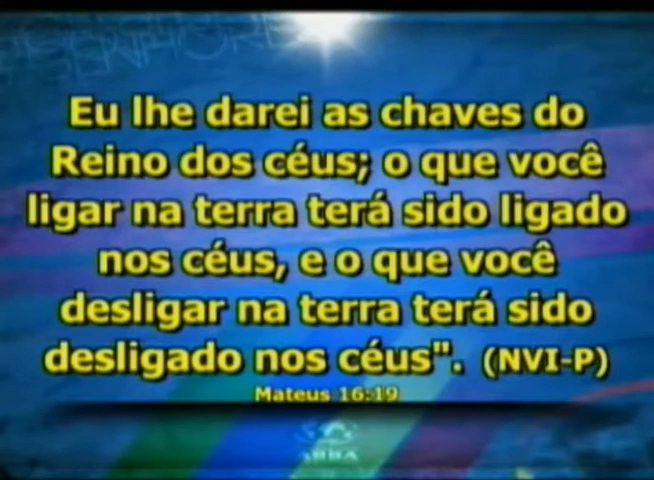 Eu lhe darei as chaves do
Reino dos céus; o que você
ligar na terra terá sido ligado
nos céus, e o que você
desligar na terra terá sido
desligado nos céus". (NVI-P)
Mateus 16:19
ABBA